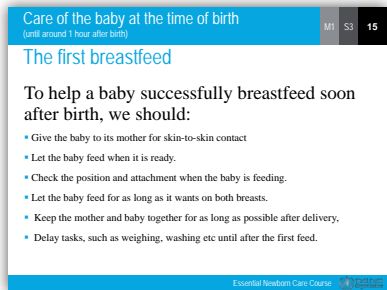 Care of the baby at the time of birth
(until around 1 hour after birth)
M1 S3 15
The first breastfeed
To help a baby successfully breastfeed soon
after birth, we should:
▪ Give the baby to its mother for skin-to-skin contact
▪ Let the baby feed when it is ready.
▪ Check the position and attachment when the baby is feeding.
▪ Let the baby feed for as long as it wants on both breasts.
▪ Keep the mother and baby together for as long as possible after delivery,
▪ Delay tasks, such as weighing, washing etc until after the first feed.
Essential Newborn Care Course